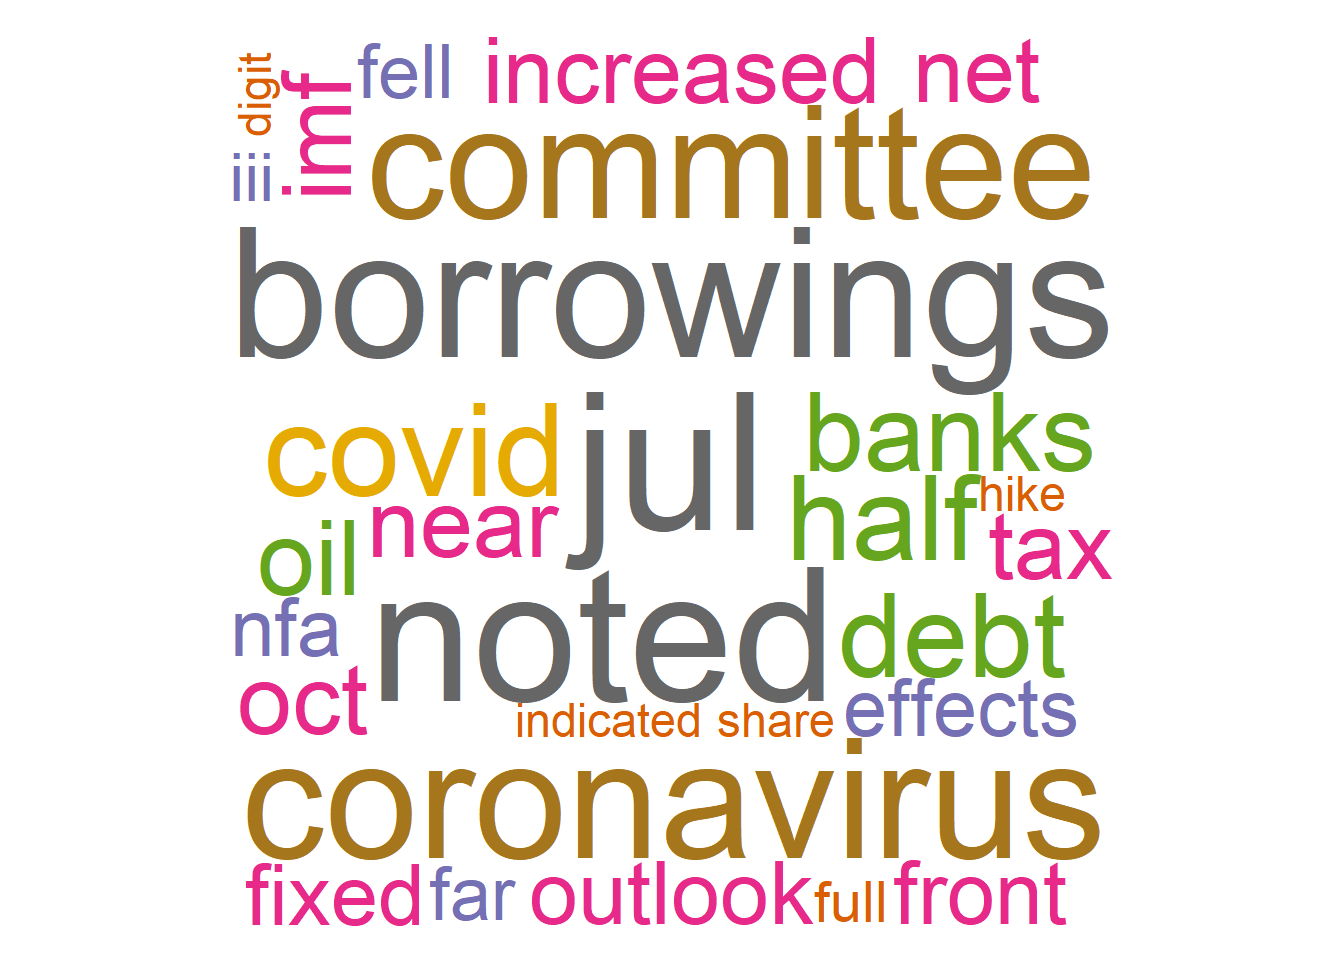 digit
imf
fell
increased
net
iii
committee
borrowings
covid
jul
banks
near
half
hike
oil
tax
nfa
noted
debt
oct
indicated
share
effects
coronavirus
fixed
far
outlook
full
front